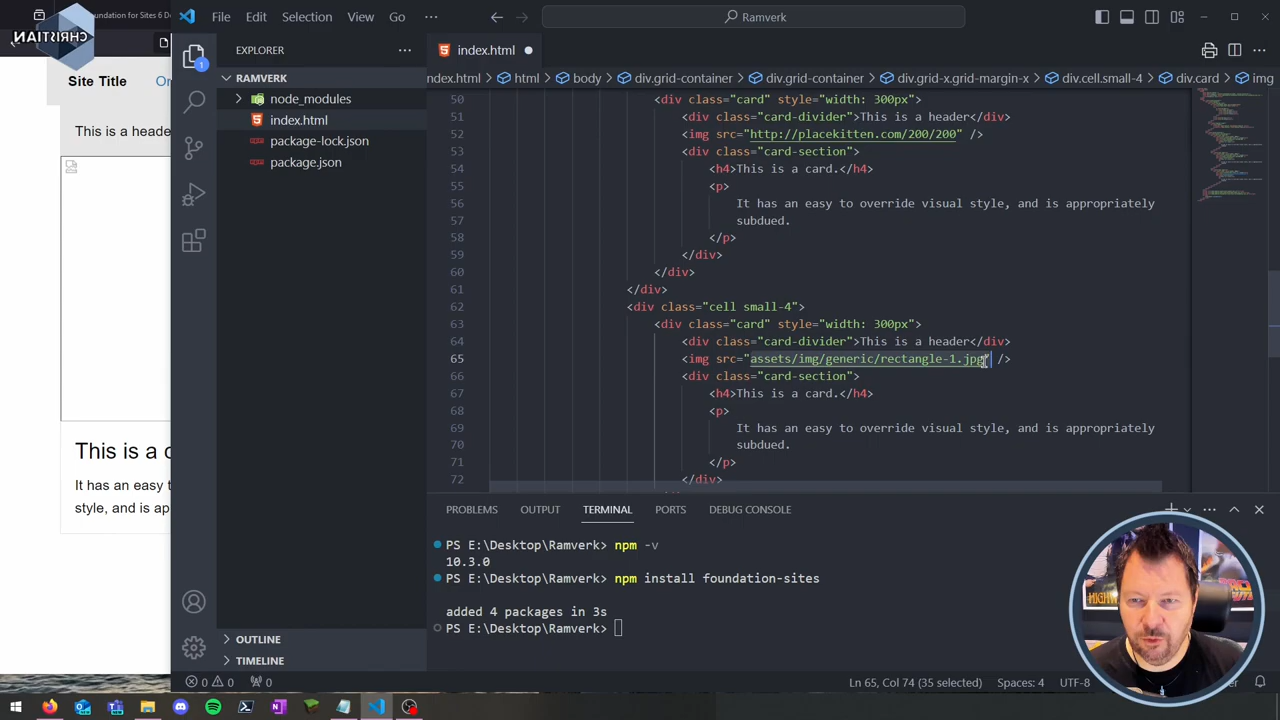 Foundation for Sites 6 D
CHRISTIAN
Site Title
This is a heade
This is a c
It has an easy t
style, and is ap
File Edit Selection View Go
Ramverk
EXPLORER
RAMVERK
node_modules
index.html
package-lock.json
package.json
OUTLINE
TIMELINE
1
index.html
index.html > html > body > div.grid-container > div.grid-container > div.grid-x.grid-margin-x > div.cell.small-4 > div.card > img
50 <div class="card" style="width: 300px">
51 <div class="card-divider">This is a header</div>
52 <img src="http://placekitten.com/200/200" />
53 <div class="card-section">
54 <h4>This is a card.</h4>
55 <p>
56 It has an easy to override visual style, and is appropriately
57 subdued.
58 </p>
59 </div>
60 </div>
61 </div>
62 <div class="cell small-4">
63 <div class="card" style="width: 300px">
64 <div class="card-divider">This is a header</div>
65 <img src="assets/img/generic/rectangle-1.jpg" />
66 <div class="card-section">
67 <h4>This is a card.</h4>
68 <p>
69 It has an easy to override visual style, and is appropriately
70 subdued.
71 </p>
72 </div>
PROBLEMS OUTPUT TERMINAL PORTS DEBUG CONSOLE
PS E:\Desktop\Ramverk> npm -v
10.3.0
PS E:\Desktop\Ramverk> npm install foundation-sites
added 4 packages in 3s
PS E:\Desktop\Ramverk>
0 0 0
Ln 65, Col 74 (35 selected) Spaces: 4 UTF-8